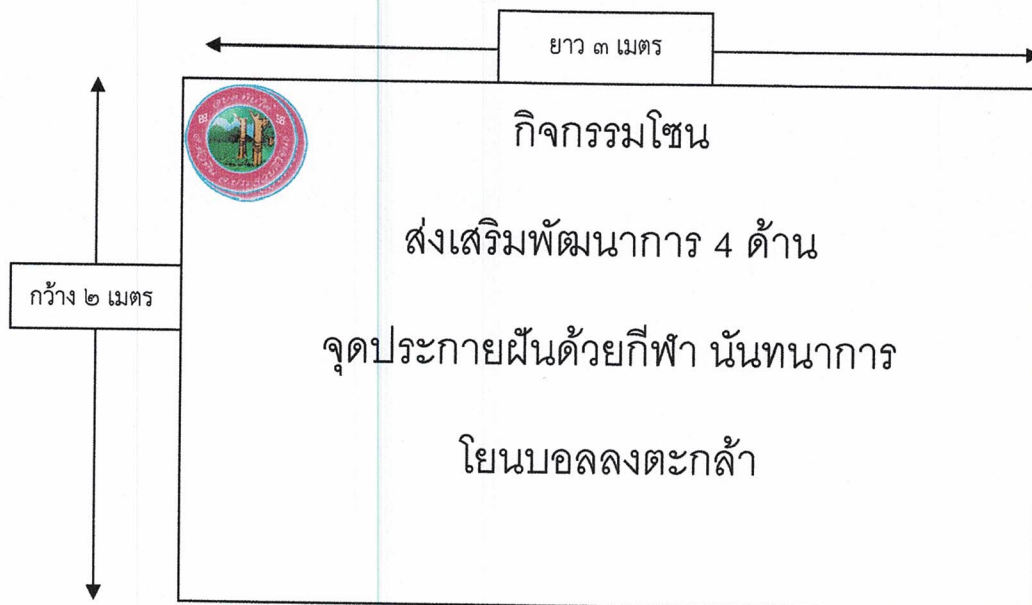 ยาว ๓ เมตร
กิจกรรมโซน
ส่งเสริมพัฒนาการ 4 ด้าน
กว้าง ๒ เมตร
จุดประกายฝันด้วยกีฬา นันทนาการ
โยนบอลลงตะกล้า